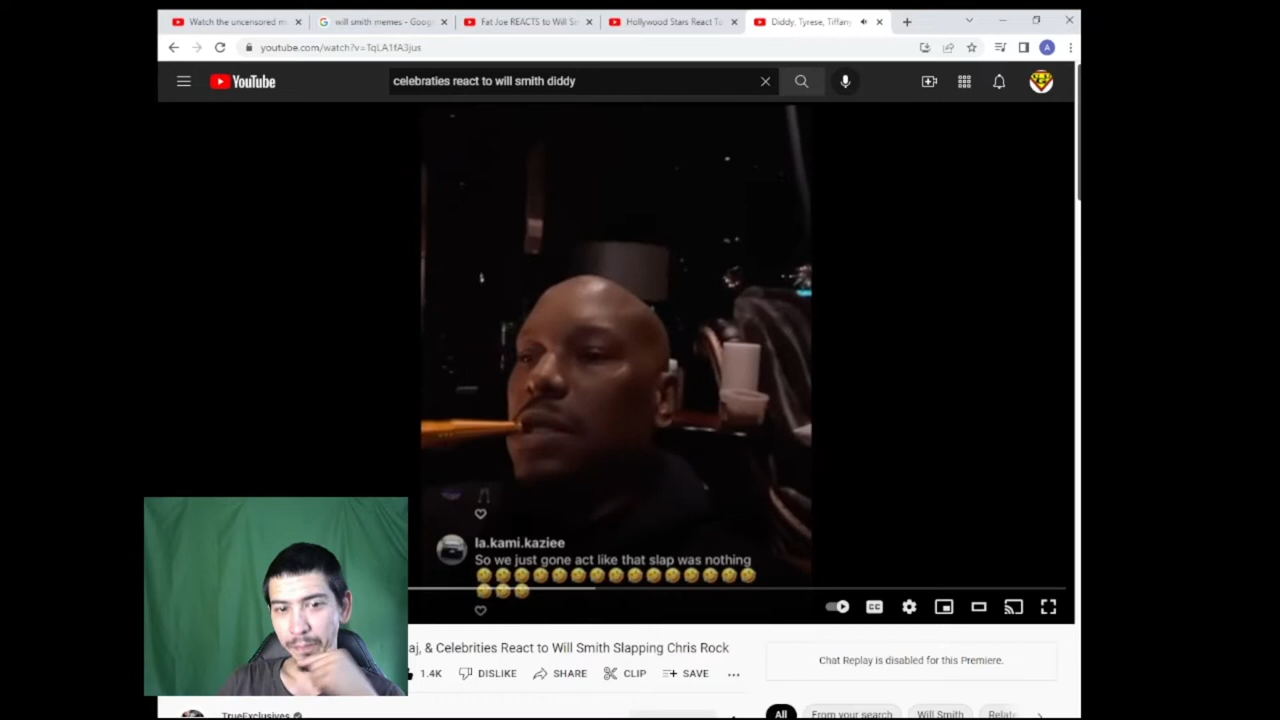 Watch the uncensored m
will smith memes - Goog
Fat Joe REACTS to Will Sm
Hollywood Stars React To
Diddy, Tyrese, Tiffany
youtube.com/watch?v=TqLA1fA3jus
A
YouTube
celebraties react to will smith diddy
la.kami.kaziee
So we just gone act like that slap was nothing
CC
aj, & Celebrities React to Will Smith Slapping Chris Rock
1.4K DISLIKE SHARE CLIP SAVE
Chat Replay is disabled for this Premiere.
TrueExclusives
All From your search Will Smith Relate